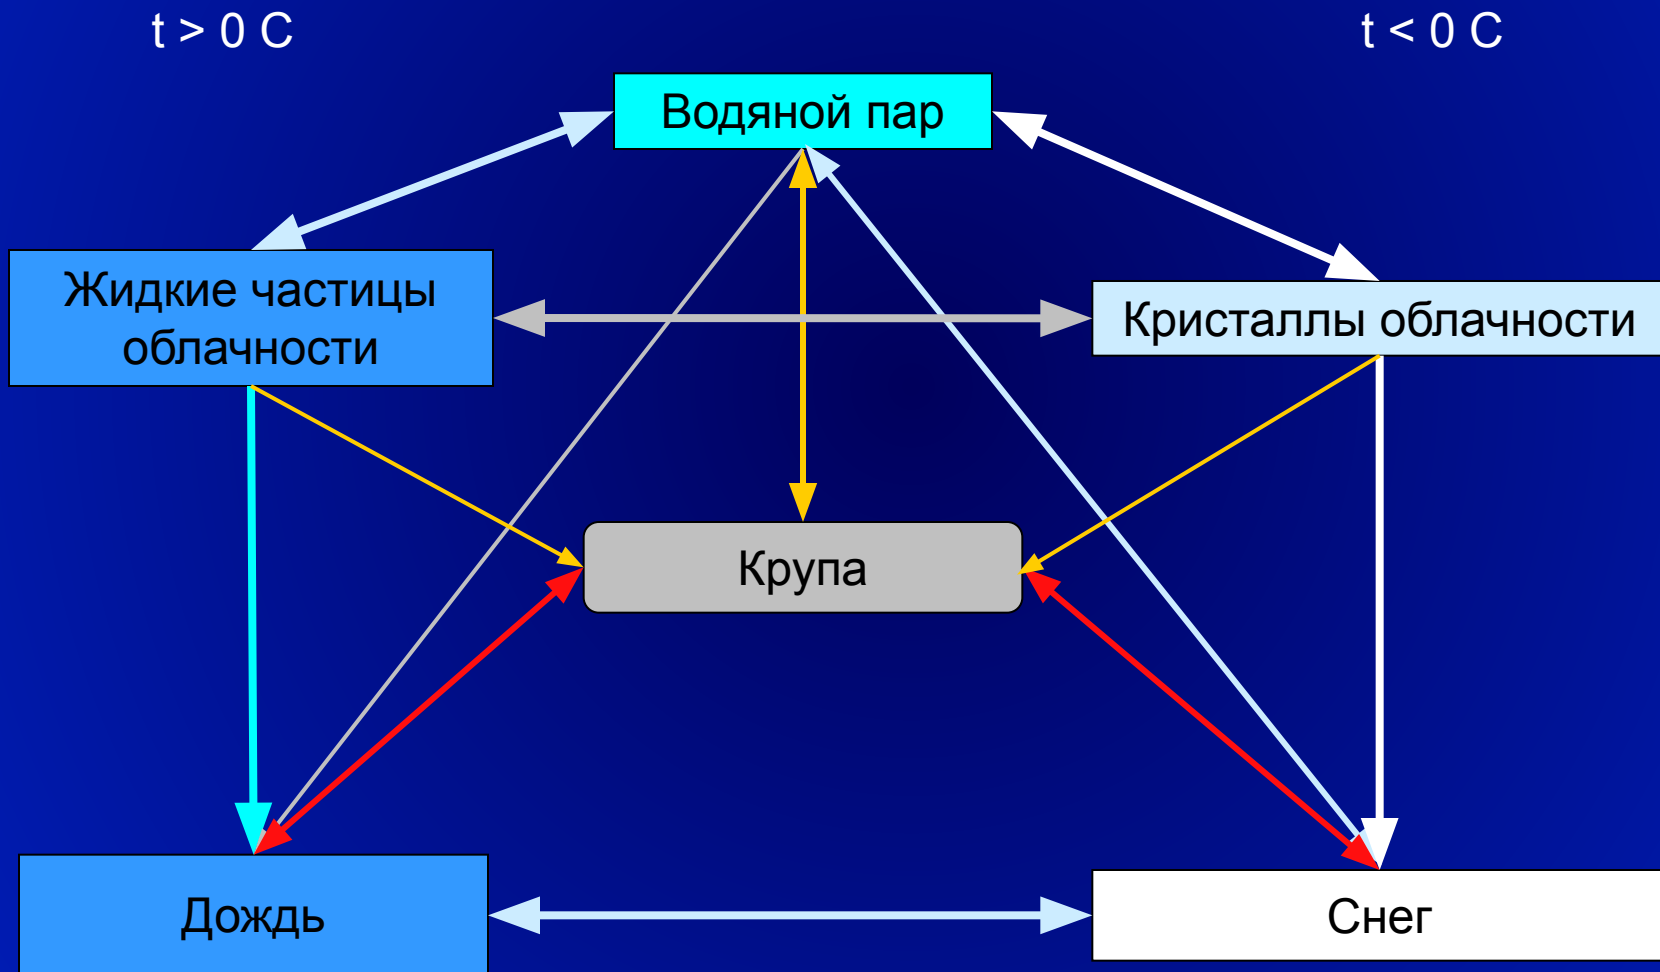 t > 0 C
t < 0 C
Водяной пар
Жидкие частицы
облачности
Кристаллы облачности
Крупа
Дождь
Снег